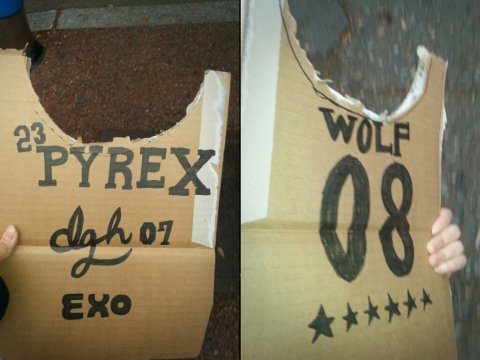 23
PYREX
dgh 07
EXO
WOLF
08
★★★★★★